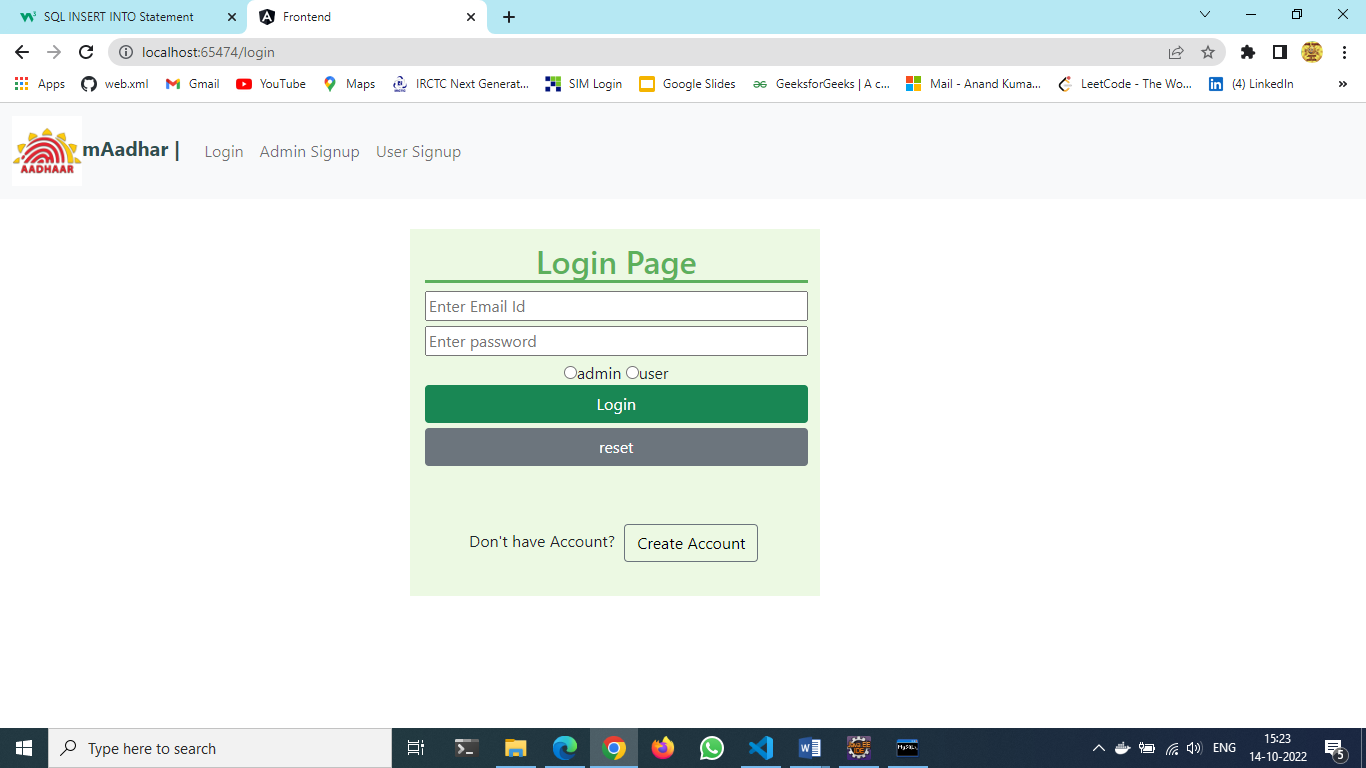 SQL INSERT INTO Statement
Frontend
localhost:65474/login
Apps web.xml Gmail YouTube Maps IRCTC Next Generat... SIM Login Google Slides GeeksforGeeks | A c... Mail - Anand Kuma... LeetCode - The Wo... (4) LinkedIn »
AADHAAR
mAadhar | Login Admin Signup User Signup
Login Page
Enter Email Id
Enter password
admin user
Login
reset
Don't have Account? Create Account
Type here to search
ENG
15:23
14-10-2022
5